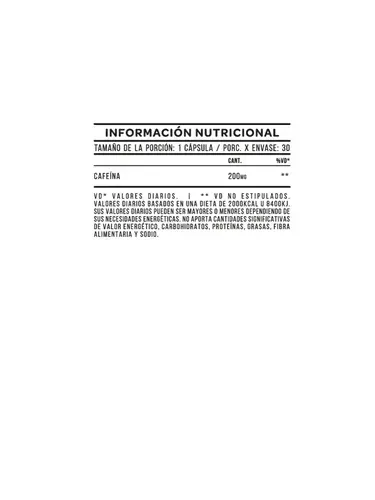 INFORMACIÓN NUTRICIONAL
TAMAÑO DE LA PORCIÓN: 1 CÁPSULA / PORC. X ENVASE: 30
CANT. %VD*
CAFEÍNA 200MG **
VD* VALORES DIARIOS. | ** VD NO ESTIPULADOS.
VALORES DIARIOS BASADOS EN UNA DIETA DE 2000KCAL U 8400KJ.
SUS VALORES DIARIOS PUEDEN SER MAYORES O MENORES DEPENDIENDO DE
SUS NECESIDADES ENERGÉTICAS. NO APORTA CANTIDADES SIGNIFICATIVAS
DE VALOR ENERGÉTICO, CARBOHIDRATOS, PROTEÍNAS, GRASAS, FIBRA
ALIMENTARIA Y SODIO.